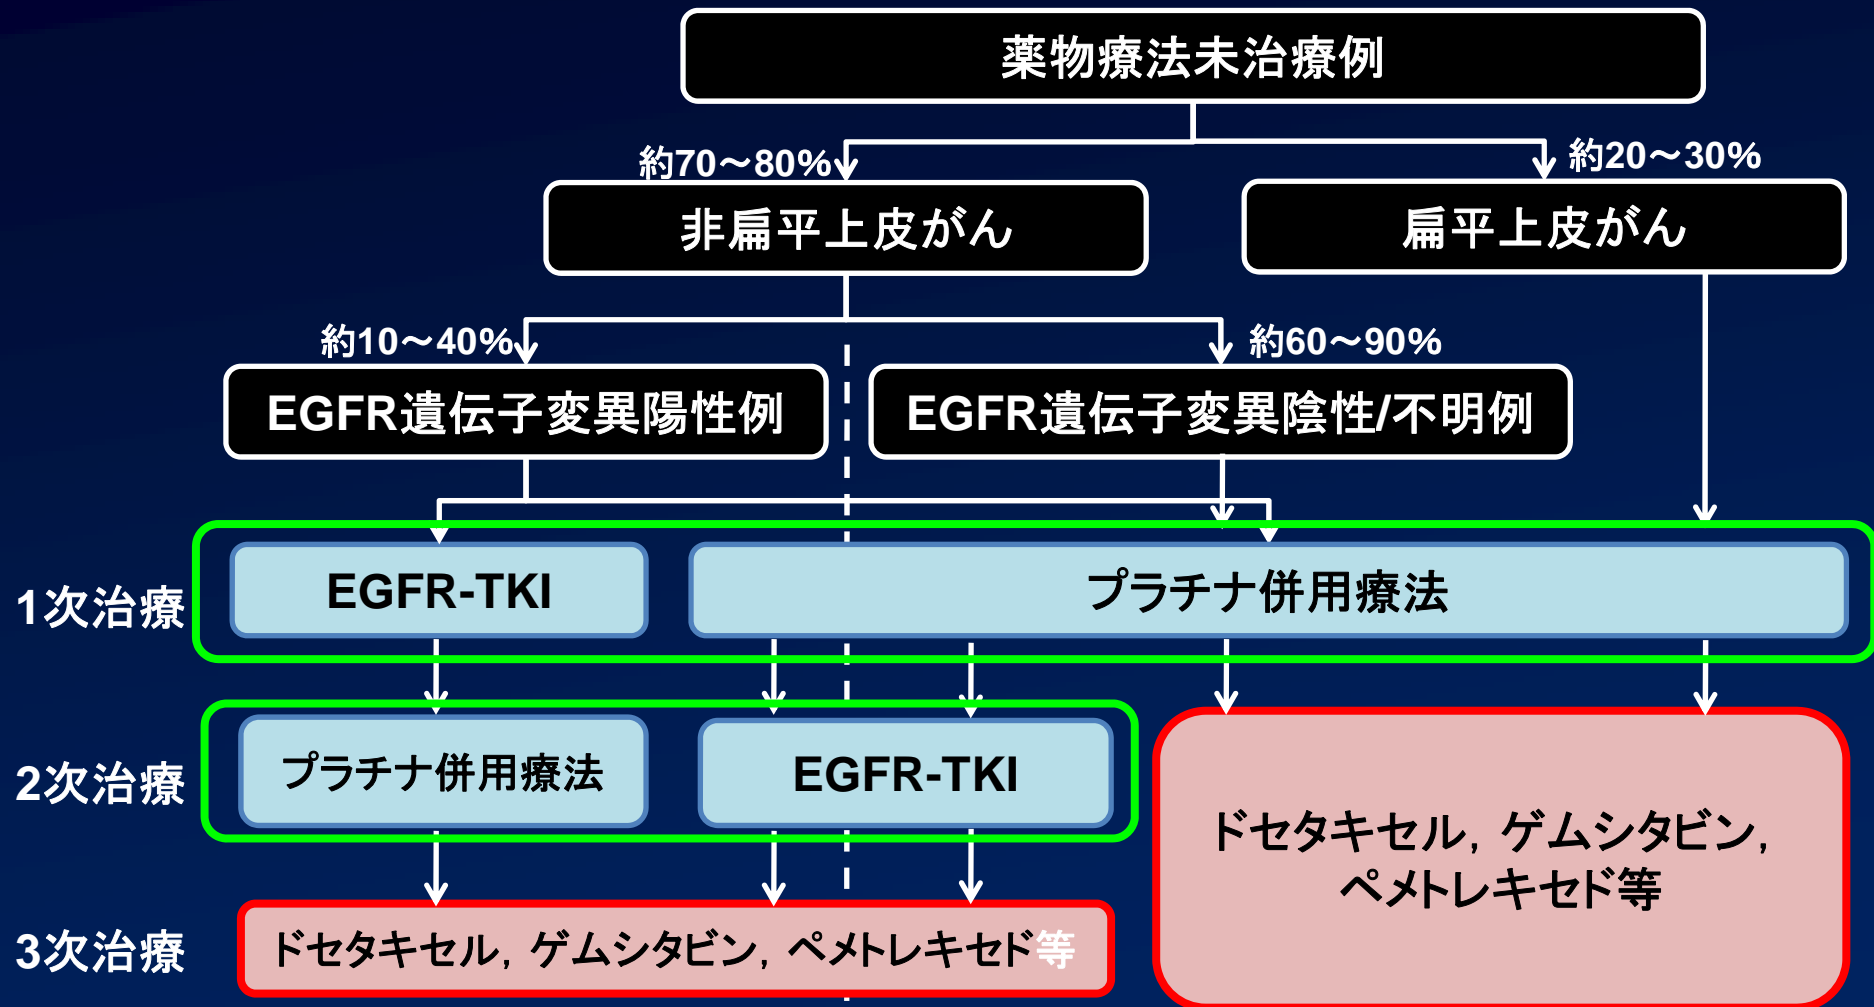 薬物療法未治療例
約70～80%
約20～30%
非扁平上皮がん
扁平上皮がん
約10～40%
約60～90%
EGFR遺伝子変異陽性例
EGFR遺伝子変異陰性/不明例
1次治療
EGFR-TKI
プラチナ併用療法
2次治療
プラチナ併用療法
EGFR-TKI
ドセタキセル，ゲムシタビン，
ペメトレキセド等
3次治療
ドセタキセル，ゲムシタビン，ペメトレキセド等